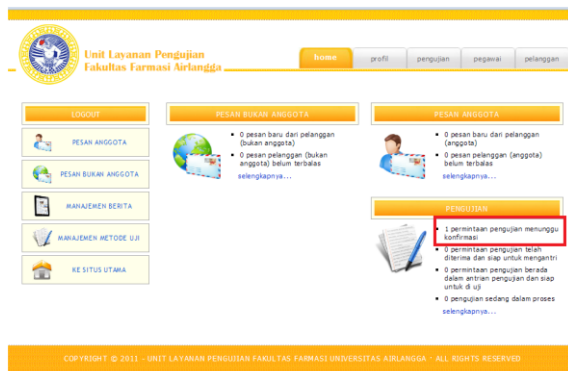 Unit Layanan Pengujian
Fakultas Farmasi Airlangga
home
profil
pengujian
pegawai
pelanggan
LOGOUT
PESAN ANGGOTA
PESAN BUKAN ANGGOTA
MANAJEMEN BERITA
MANAJEMEN METODE UJI
KE SITUS UTAMA
PESAN BUKAN ANGGOTA
0 pesan baru dari pelanggan
(bukan anggota)
0 pesan pelanggan (bukan
anggota) belum terbalas
selengkapnya...
PESAN ANGGOTA
0 pesan baru dari pelanggan
(anggota)
0 pesan pelanggan (anggota)
belum terbalas
selengkapnya...
PENGUJIAN
1 permintaan pengujian menunggu
konfirmasi
0 permintaan pengujian telah
diterima dan siap untuk mengantri
0 permintaan pengujian berada
dalam antrian pengujian dan siap
untuk di uji
0 pengujian sedang dalam proses
selengkapnya...
COPYRIGHT © 2011 - UNIT LAYANAN PENGUJIAN FAKULTAS FARMASI UNIVERSITAS AIRLANGGA - ALL RIGHTS RESERVED